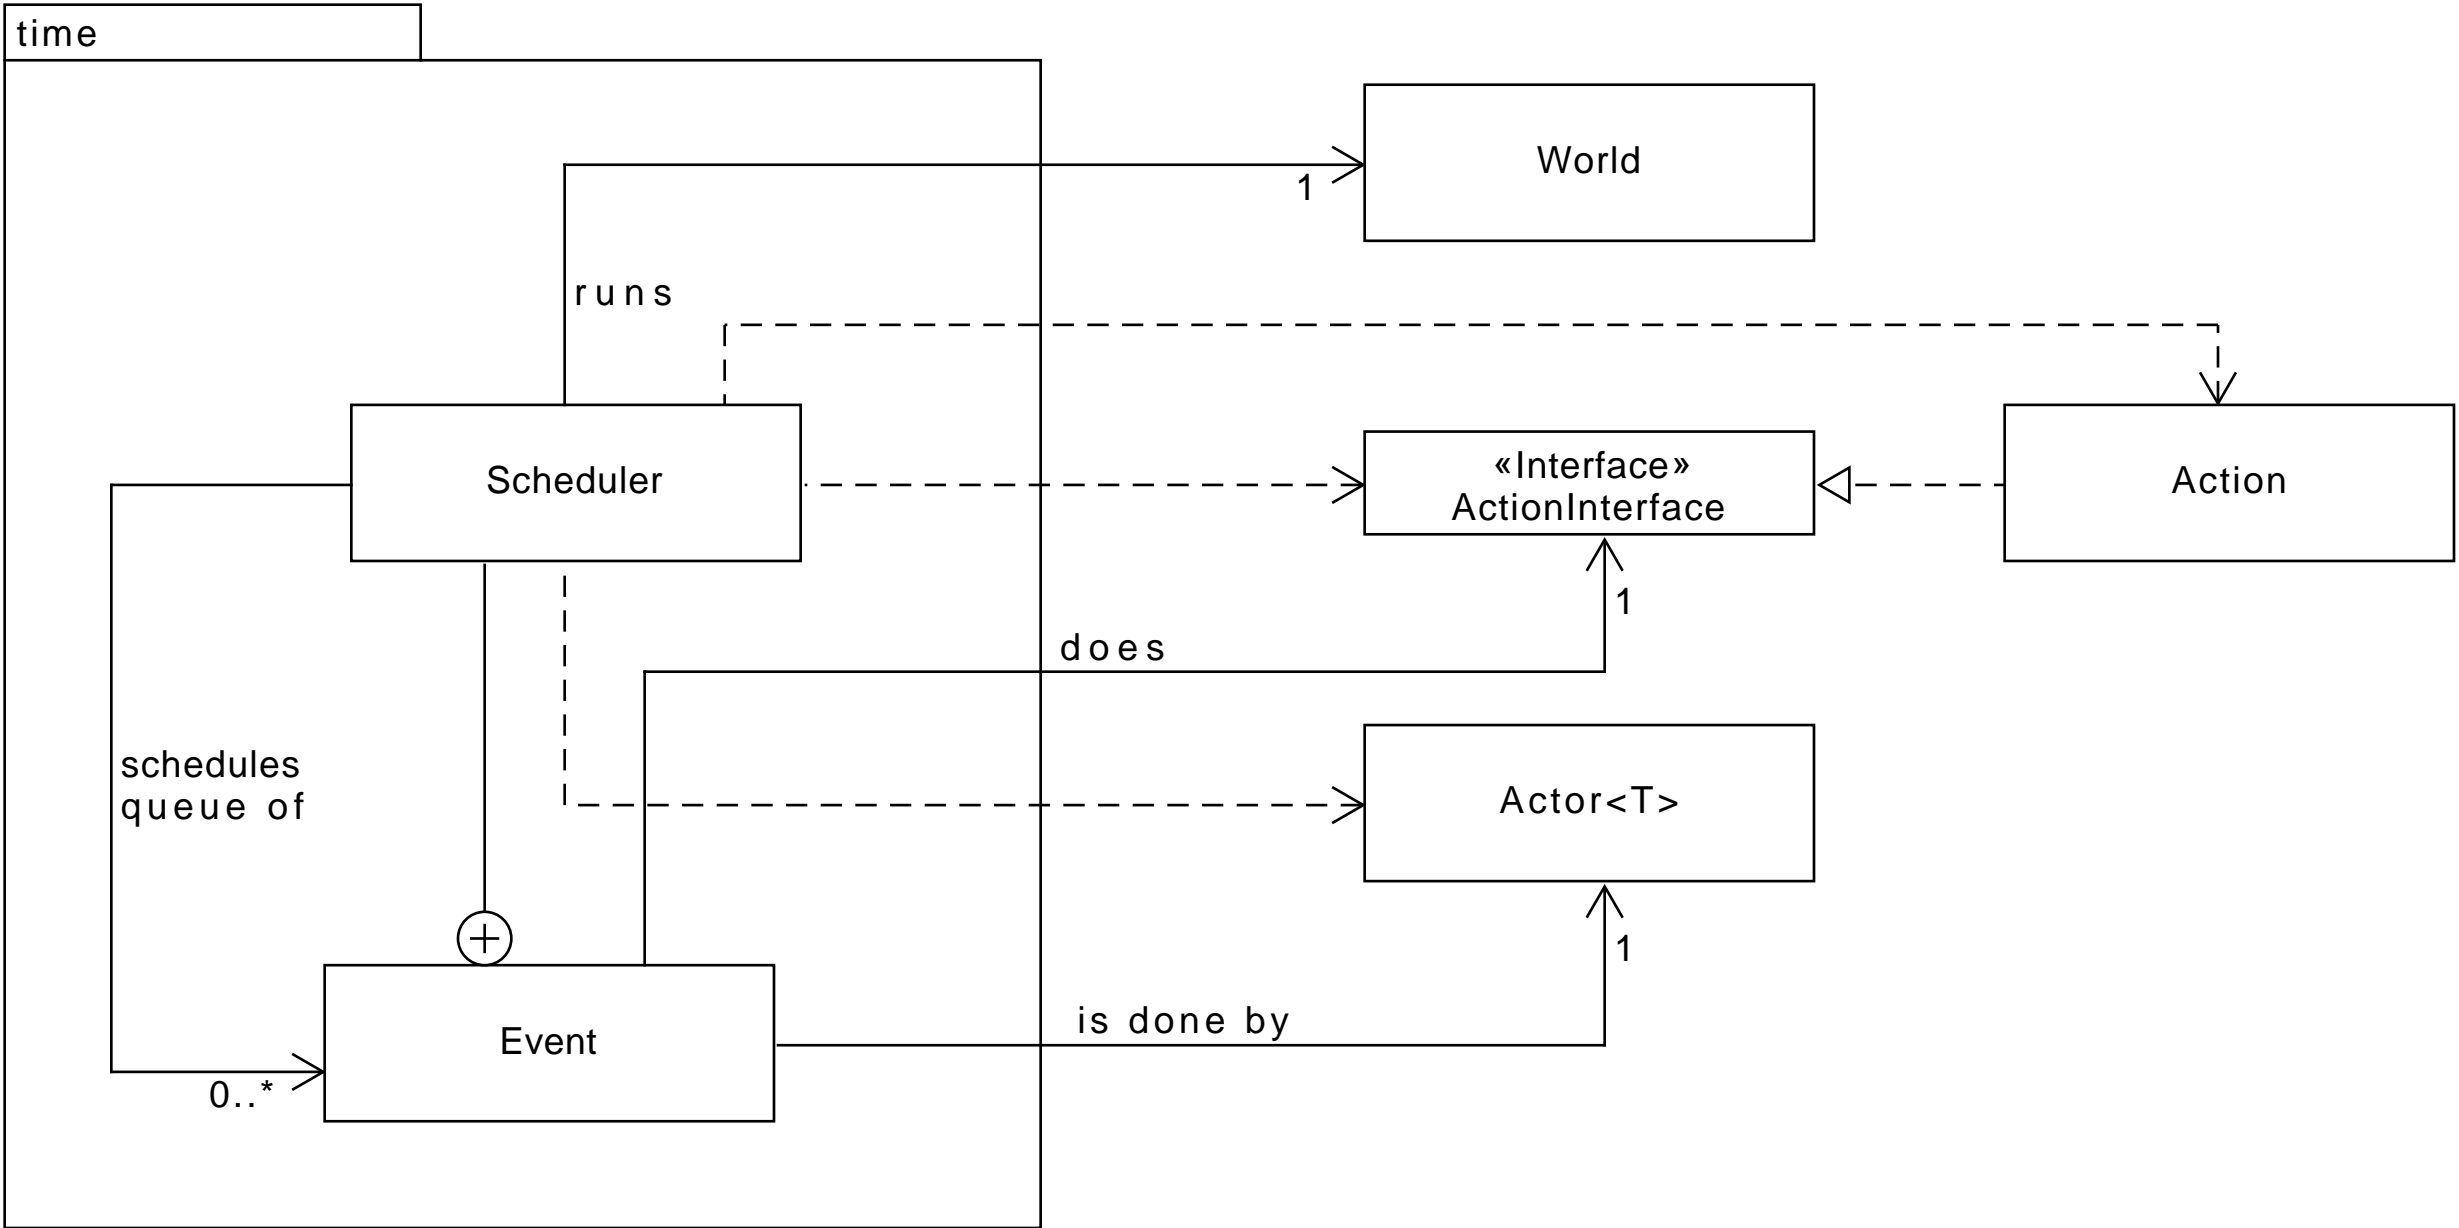 time
World
1
runs
Scheduler
«Interface»
ActionInterface
Action
1
does
schedules
queue of
Actor<T>
1
is done by
Event
0..*